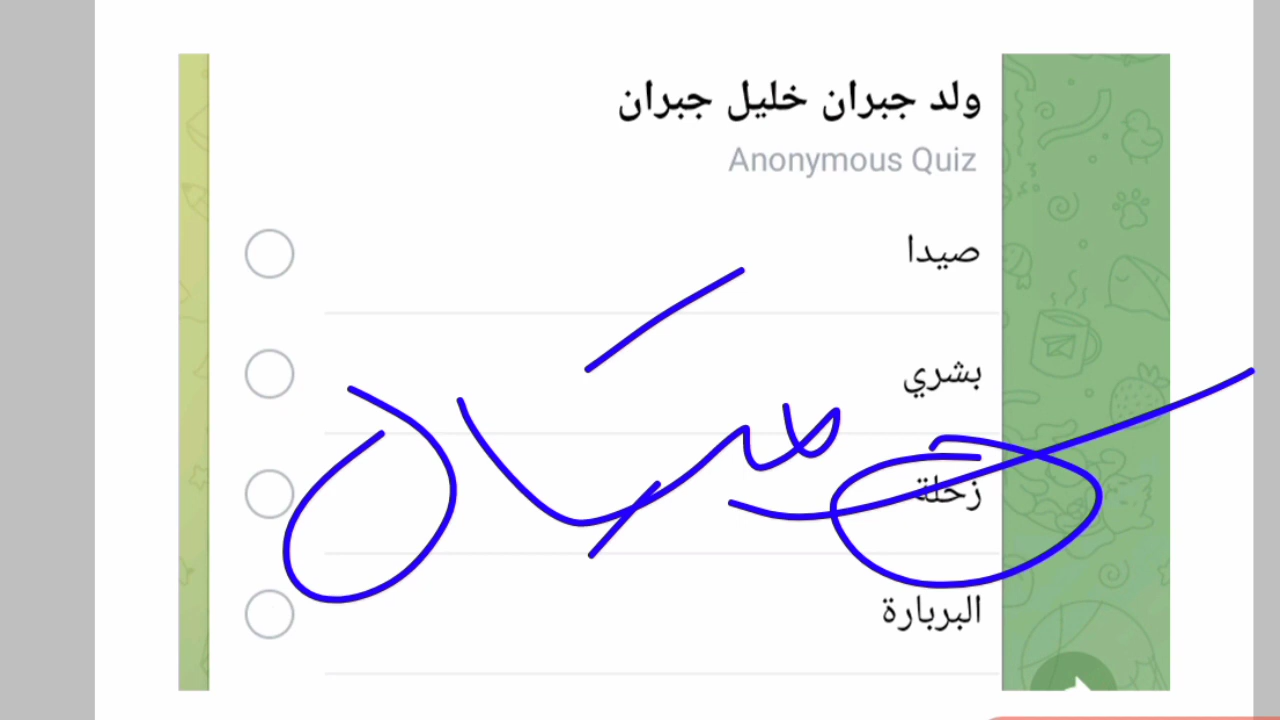 ولد جبران خليل جبران
Anonymous Quiz
صيدا
بشري
زحلة
البربارة